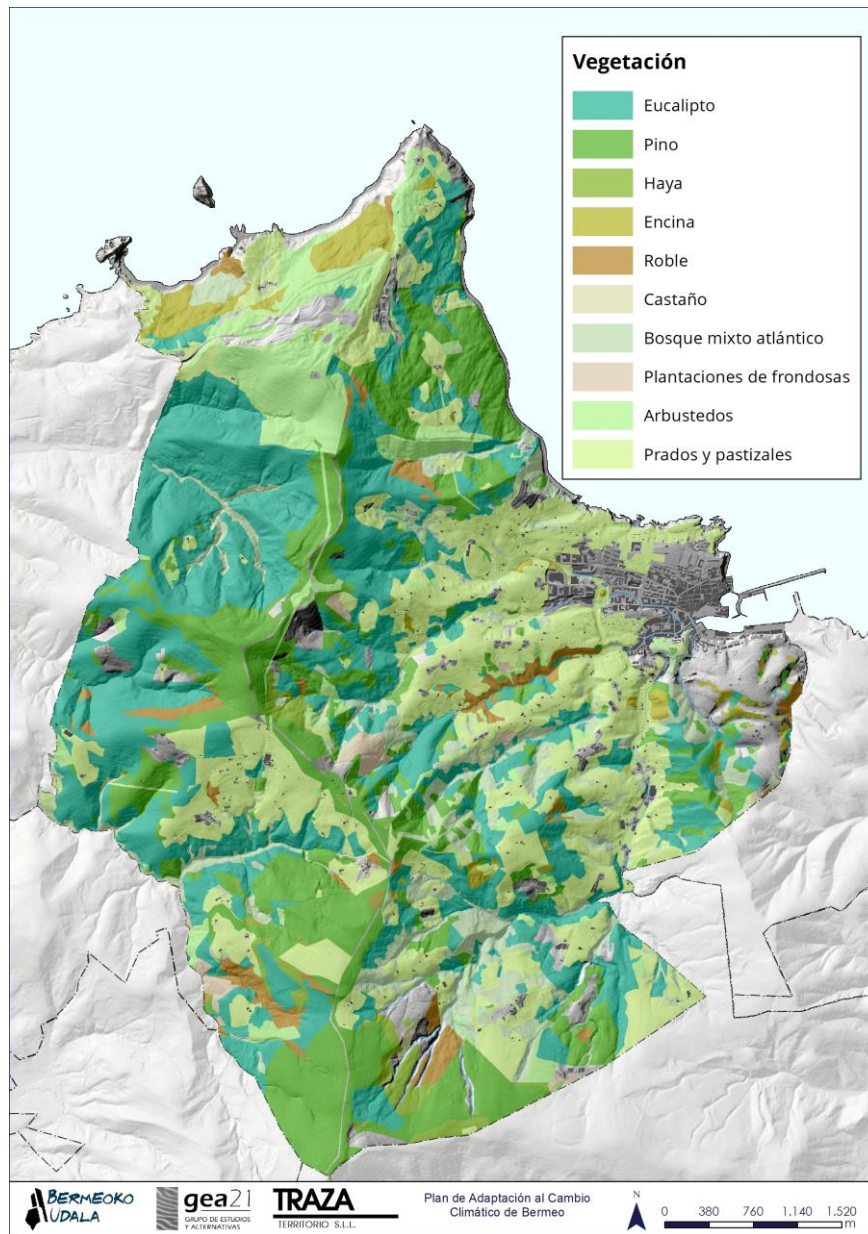 Vegetación
Eucalipto
Pino
Haya
Encina
Roble
Castaño
Bosque mixto atlántico
Plantaciones de frondosas
Arbustedos
Prados y pastizales
BERMEOKO
UDALA
gea21
GRUPO DE ESTUDIOS
Y ALTERNATIVAS
TRAZA
TERRITORIO S.L.L.
Plan de Adaptación al Cambio
Climático de Bermeo
N
0 380 760 1.140 1.520
m